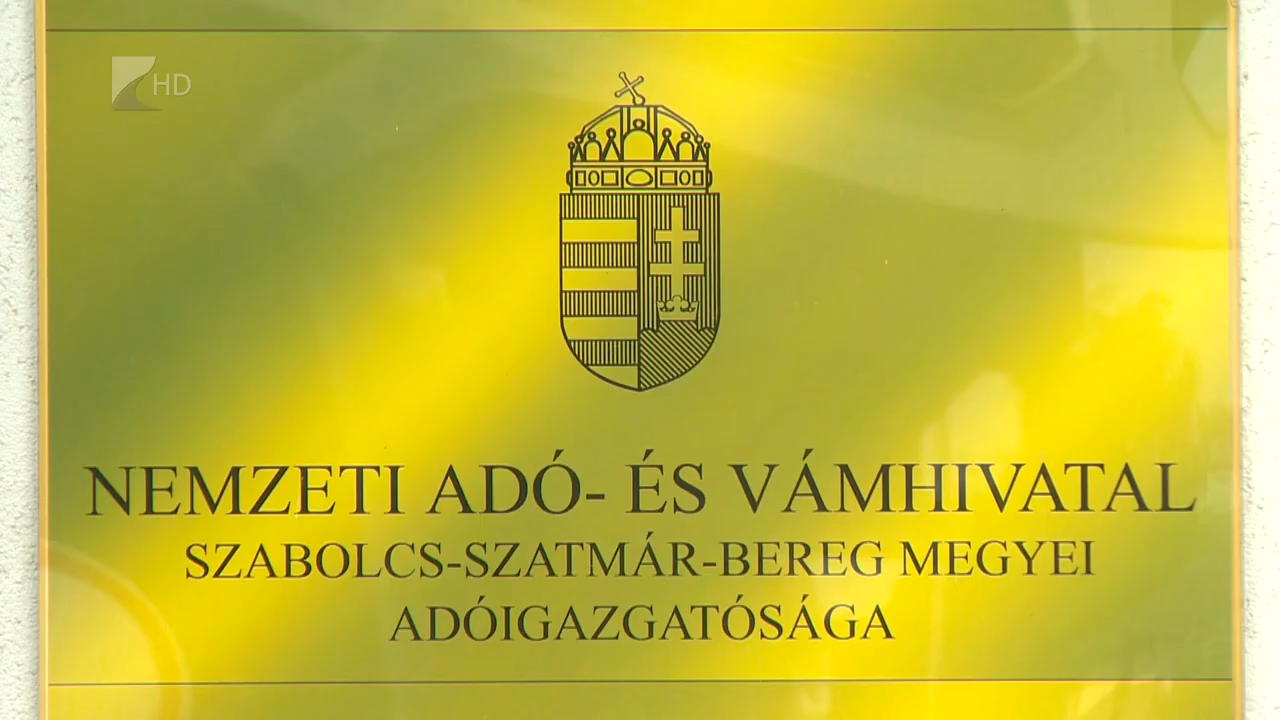 HD
NEMZETI ADÓ- ÉS VÁMHIVATAL
SZABOLCS-SZATMÁR-BEREG MEGYEI
ADÓIGAZGATÓSÁGA